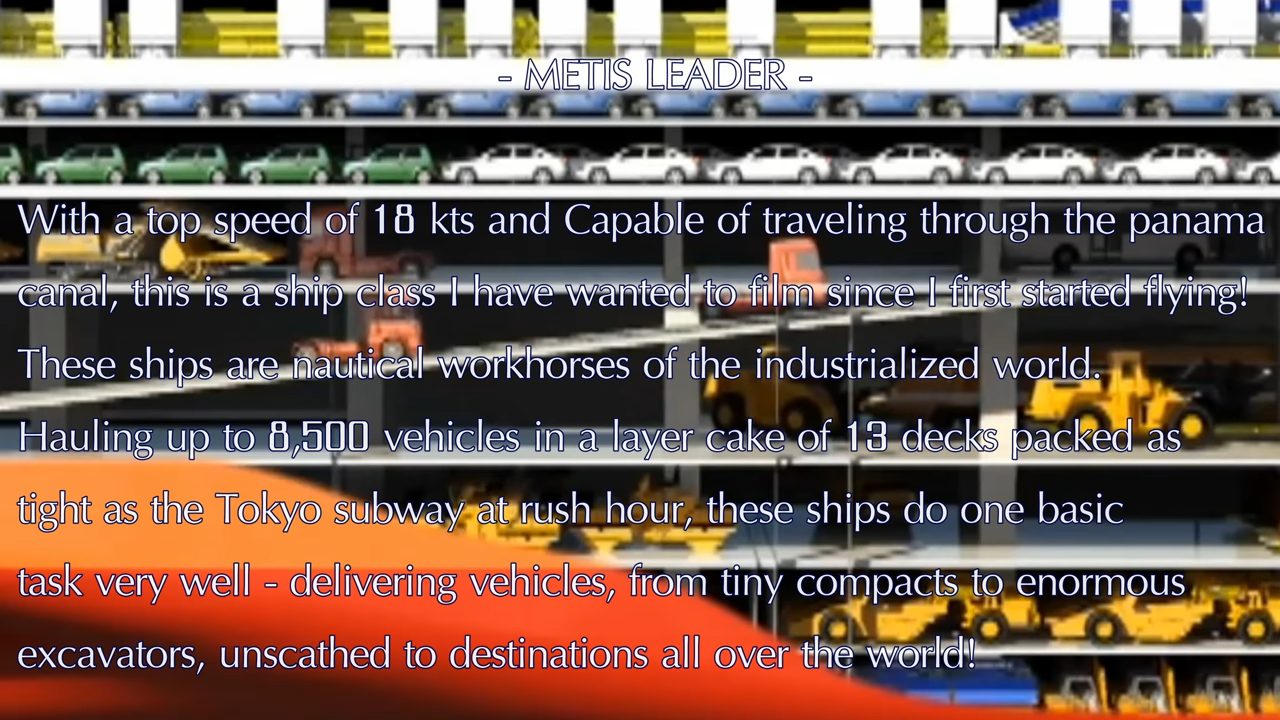 - METIS LEADER -
With a top speed of 18 kts and Capable of traveling through the panama
canal, this is a ship class I have wanted to film since I first started flying!
These ships are nautical workhorses of the industrialized world.
Hauling up to 8,500 vehicles in a layer cake of 13 decks packed as
tight as the Tokyo subway at rush hour, these ships do one basic
task very well - delivering vehicles, from tiny compacts to enormous
excavators, unscathed to destinations all over the world!